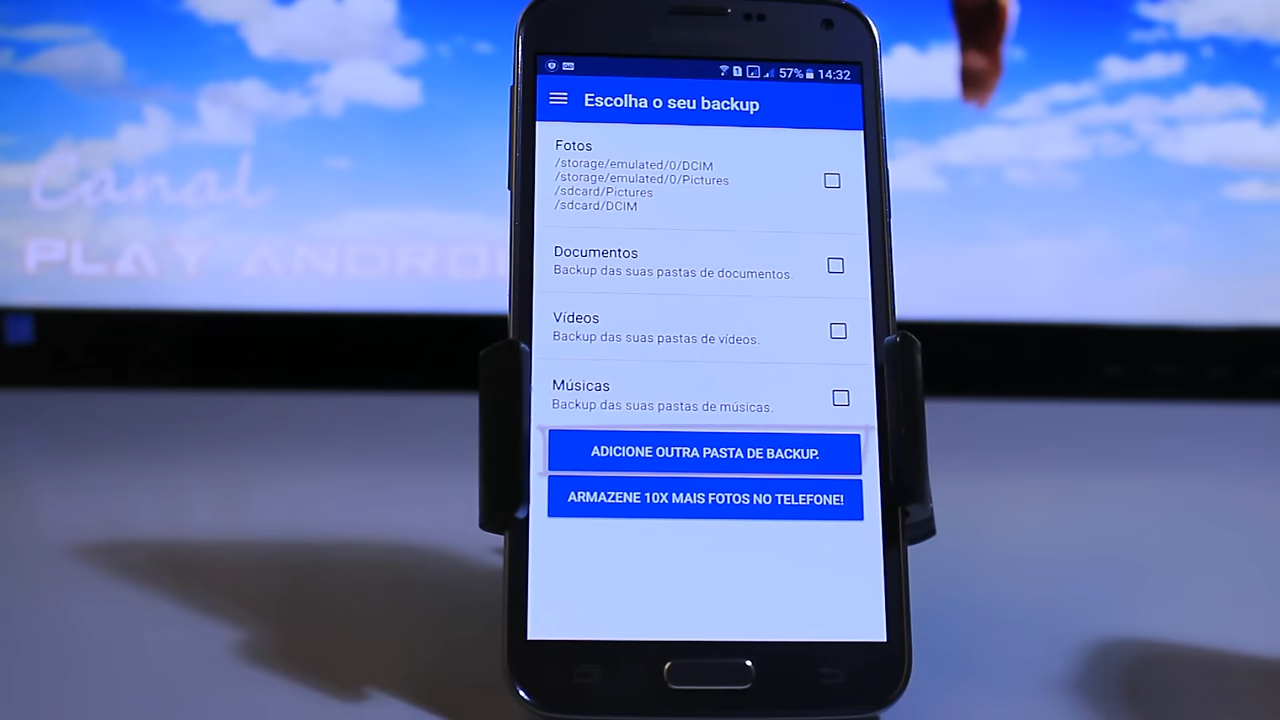 57% 14:32
Escolha o seu backup
Fotos
/storage/emulated/0/DCIM
/storage/emulated/0/Pictures
/sdcard/Pictures
/sdcard/DCIM
Documentos
Backup das suas pastas de documentos.
Vídeos
Backup das suas pastas de vídeos.
Músicas
Backup das suas pastas de músicas.
ADICIONE OUTRA PASTA DE BACKUP.
ARMAZENE 10X MAIS FOTOS NO TELEFONE!
Canal
PLAY ANDRO